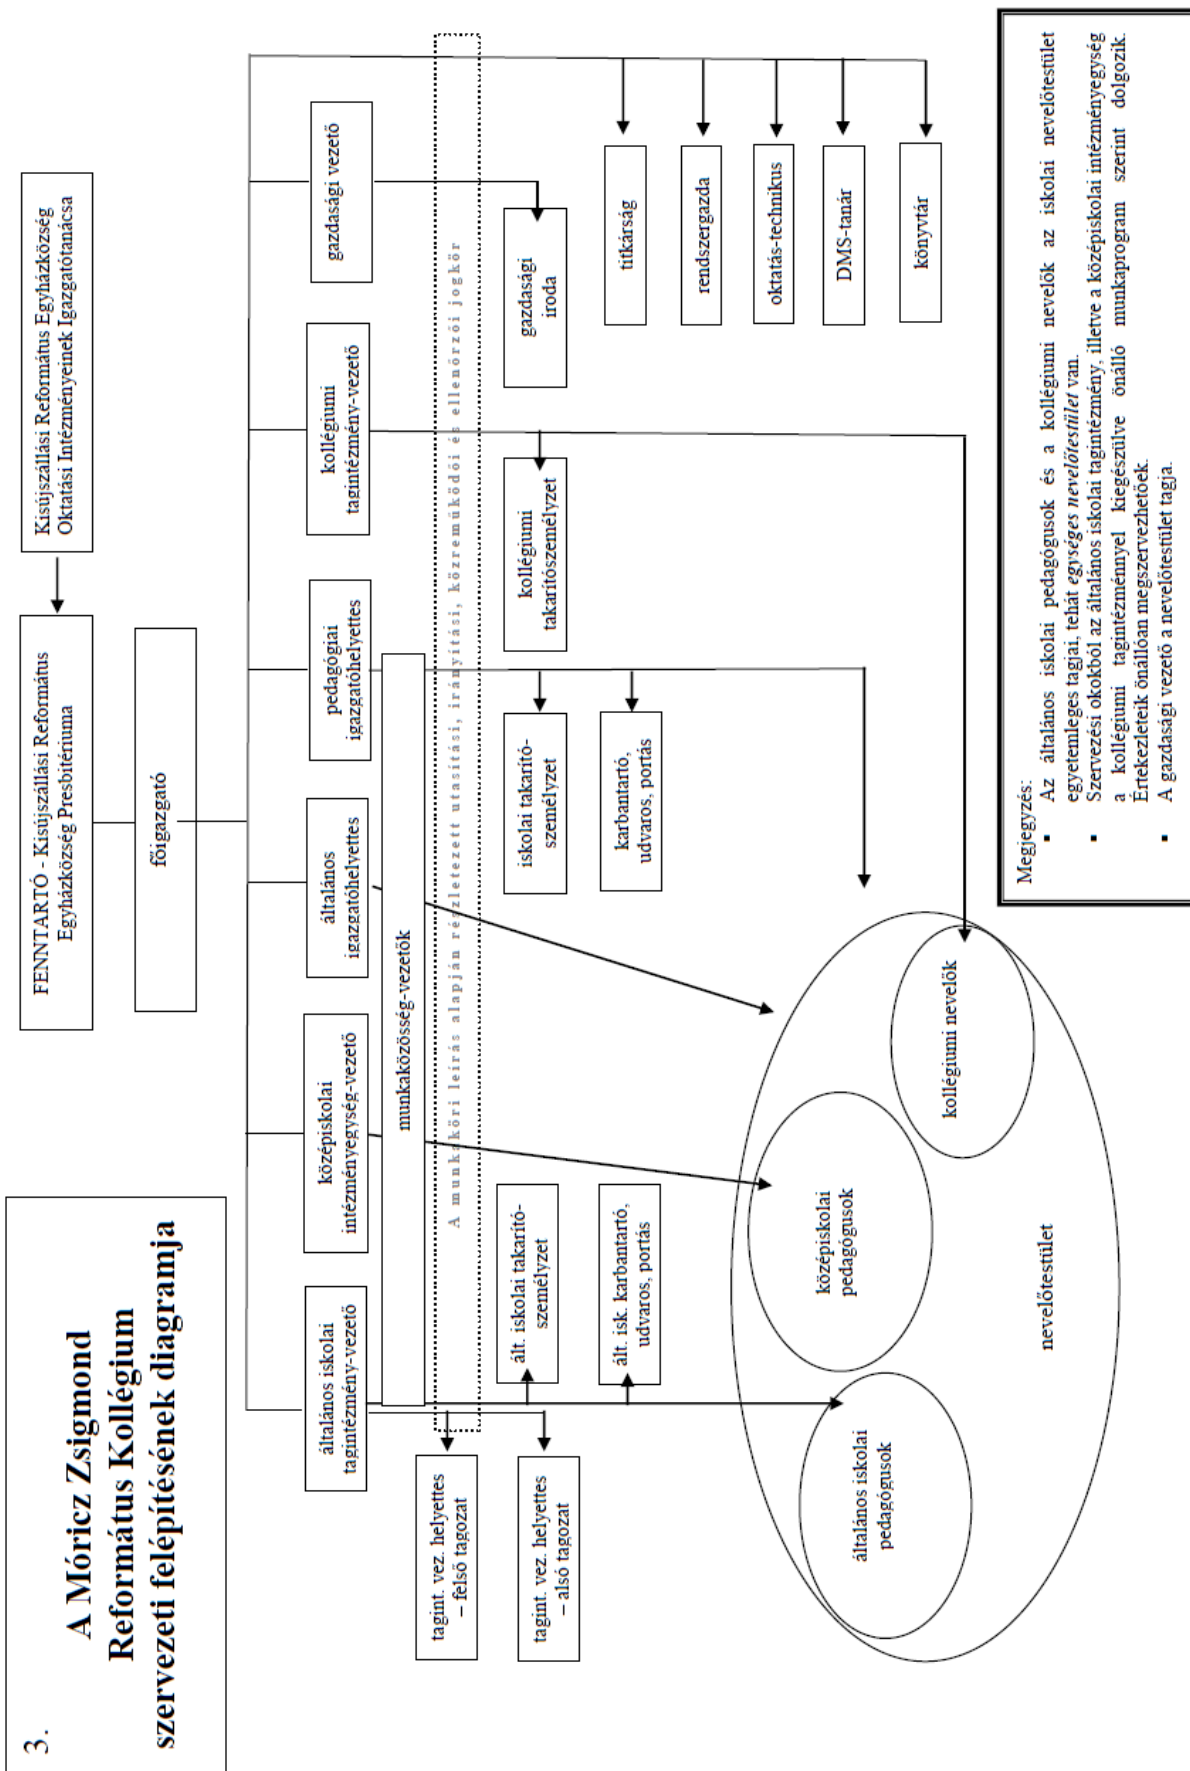 3.
A Móricz Zsigmond
Református Kollégium
szervezeti felépítésének diagramja
FENNTARTÓ - Kisújszállási Református
Egyházközség Presbitériuma
Kisújszállási Református Egyházközség
Oktatási Intézményeinek Igazgatótanácsa
főigazgató
általános iskolai
tagintézmény-vezető
középiskolai
intézményegység-vezető
általános
igazgatóhelyettes
pedagógiai
igazgatóhelyettes
kollégiumi
tagintézmény-vezető
gazdasági vezető
munkaközösség-vezetők
A munkaköri leírás alapján részletezett utasítási, irányítási, közreműködői és ellenőrzői jogkör
tagint. vez. helyettes
– felső tagozat
tagint. vez. helyettes
– alsó tagozat
ált. iskolai takarító-
személyzet
ált. isk. karbantartó,
udvaros, portás
iskolai takarító-
személyzet
karbantartó,
udvaros, portás
kollégiumi
takarítószemélyzet
gazdasági
iroda
titkárság
rendszergazda
oktatás-technikus
DMS-tanár
könyvtár
általános iskolai
pedagógusok
középiskolai
pedagógusok
kollégiumi nevelők
nevelőtestület
Megjegyzés:
▪ Az általános iskolai pedagógusok és a kollégiumi nevelők az iskolai nevelőtestület
egyetemleges tagjai, tehát egységes nevelőtestület van.
▪ Szervezési okokból az általános iskolai tagintézmény, illetve a középiskolai intézményegység
a kollégiumi tagintézménnyel kiegészülve önálló munkaprogram szerint dolgozik.
Értekezleteik önállóan megszervezhetőek.
▪ A gazdasági vezető a nevelőtestület tagja.